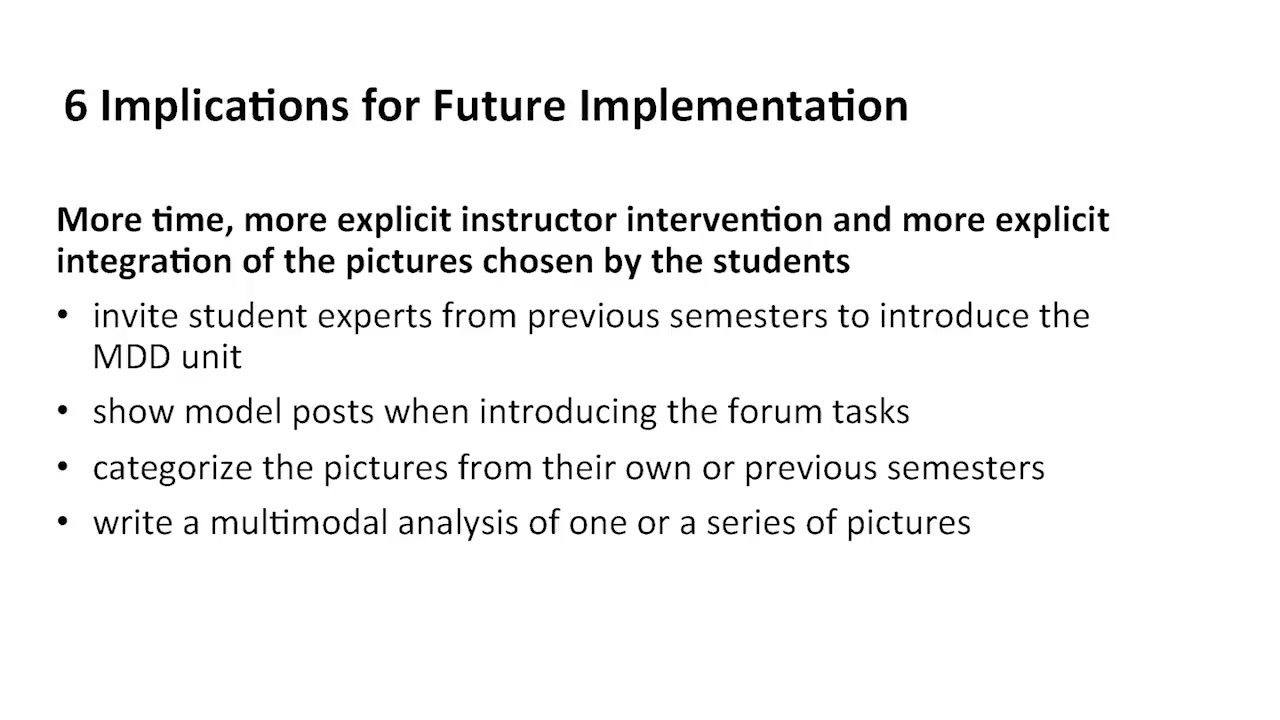 6 Implications for Future Implementation
More time, more explicit instructor intervention and more explicit
integration of the pictures chosen by the students
• invite student experts from previous semesters to introduce the
MDD unit
• show model posts when introducing the forum tasks
• categorize the pictures from their own or previous semesters
• write a multimodal analysis of one or a series of pictures